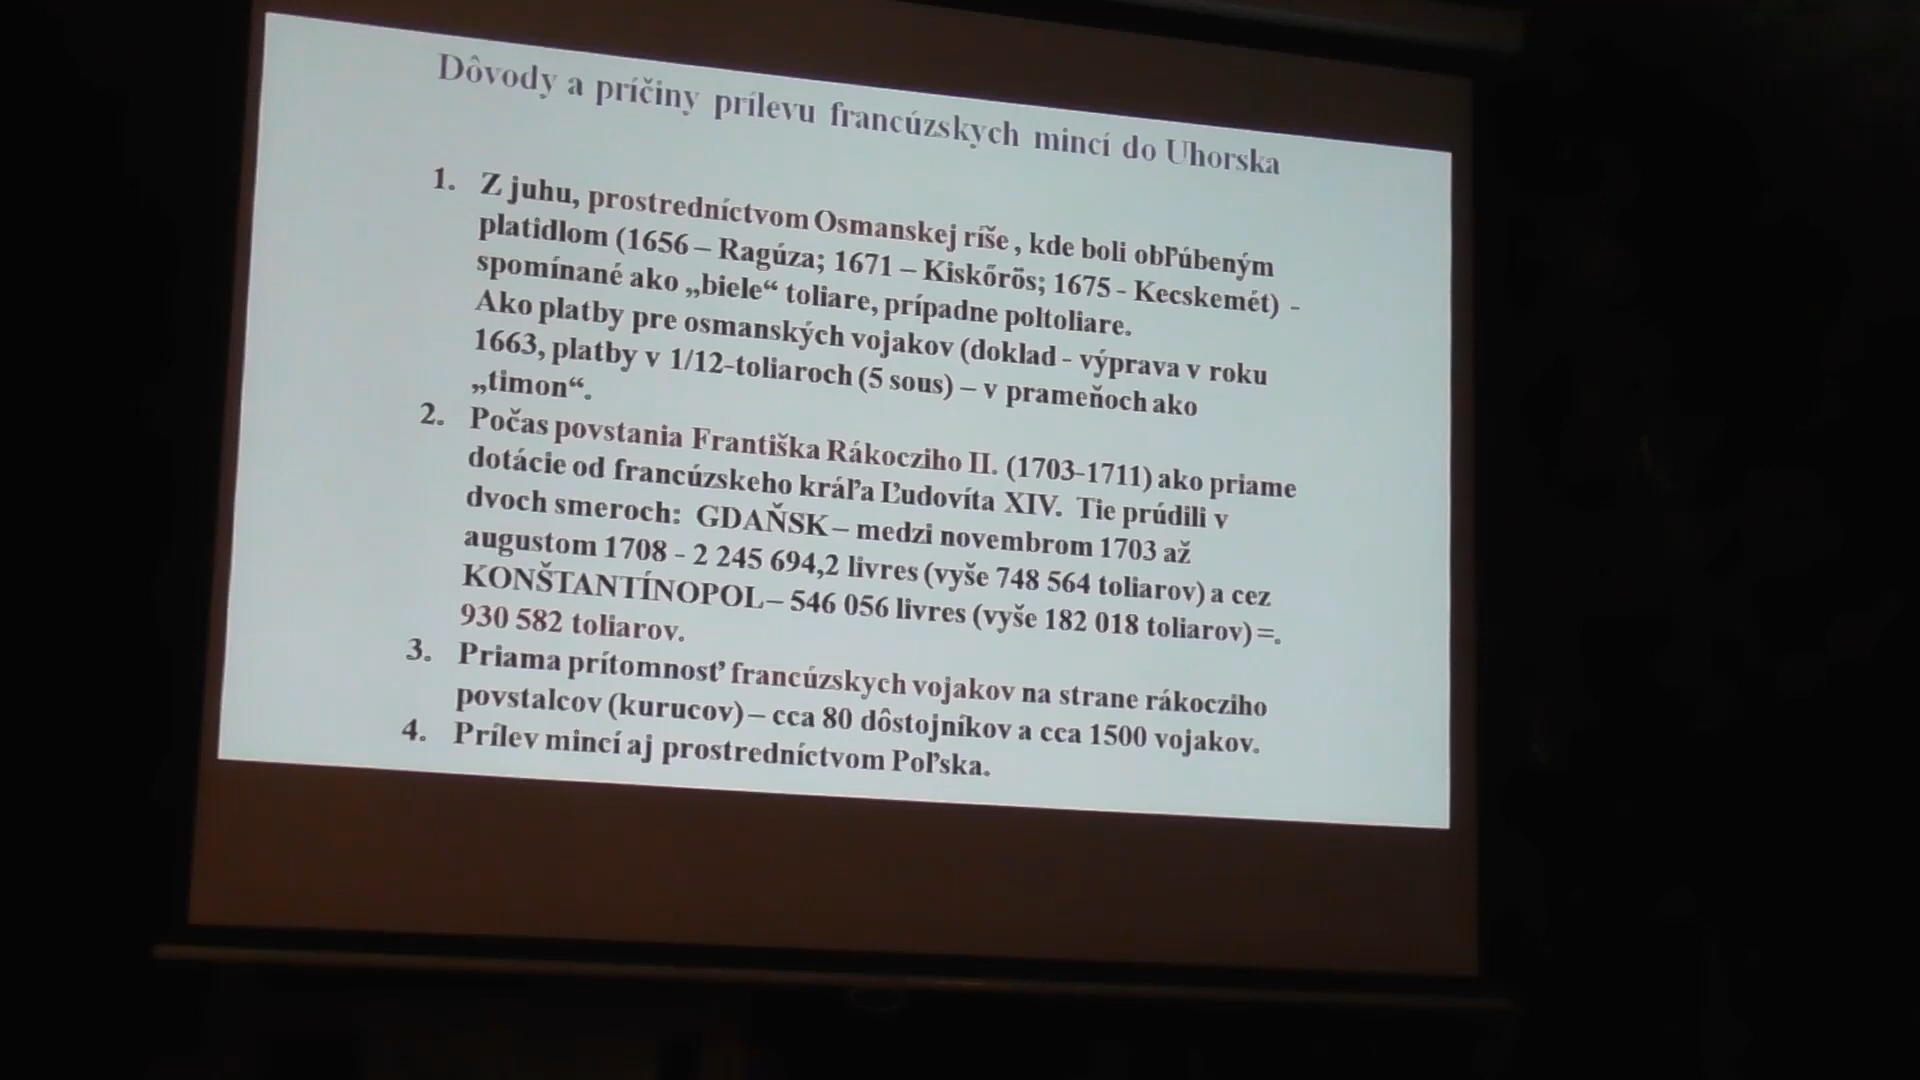 Dôvody a príčiny prílevu francúzskych mincí do Uhorska
1. Z juhu, prostredníctvom Osmanskej ríše , kde boli obľúbeným
platidlom (1656 – Ragúza; 1671 – Kiskőrös; 1675 - Kecskemét) -
spomínané ako „biele“ toliare, prípadne poltoliare.
Ako platby pre osmanských vojakov (doklad - výprava v roku
1663, platby v 1/12-toliaroch (5 sous) – v prameňoch ako
„timon“.
2. Počas povstania Františka Rákocziho II. (1703-1711) ako priame
dotácie od francúzskeho kráľa Ľudovíta XIV. Tie prúdili v
dvoch smeroch: GDAŇSK – medzi novembrom 1703 až
augustom 1708 - 2 245 694,2 livres (vyše 748 564 toliarov) a cez
KONŠTANTÍNOPOL – 546 056 livres (vyše 182 018 toliarov) =.
930 582 toliarov.
3. Priama prítomnosť francúzskych vojakov na strane rákocziho
povstalcov (kurucov) – cca 80 dôstojníkov a cca 1500 vojakov.
4. Prílev mincí aj prostredníctvom Poľska.